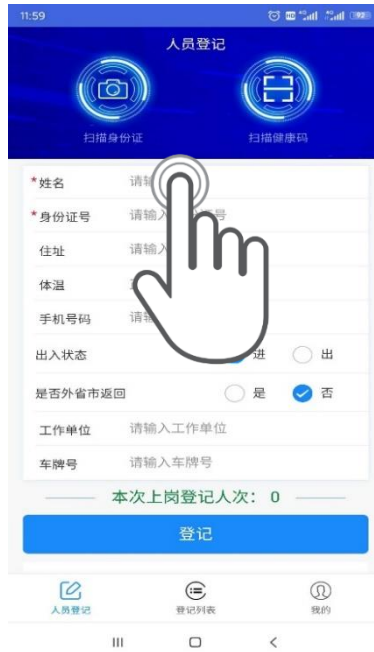 11:59
HD
92
人员登记
扫描身份证
扫描健康码
*姓名 请输
*身份证号 请输入 号
住址 请输入
体温
手机号码 请输
出入状态 进 出
是否外省市返回 是 否
工作单位 请输入工作单位
车牌号 请输入车牌号
本次上岗登记人次: 0
登记
人员登记
登记列表
我的